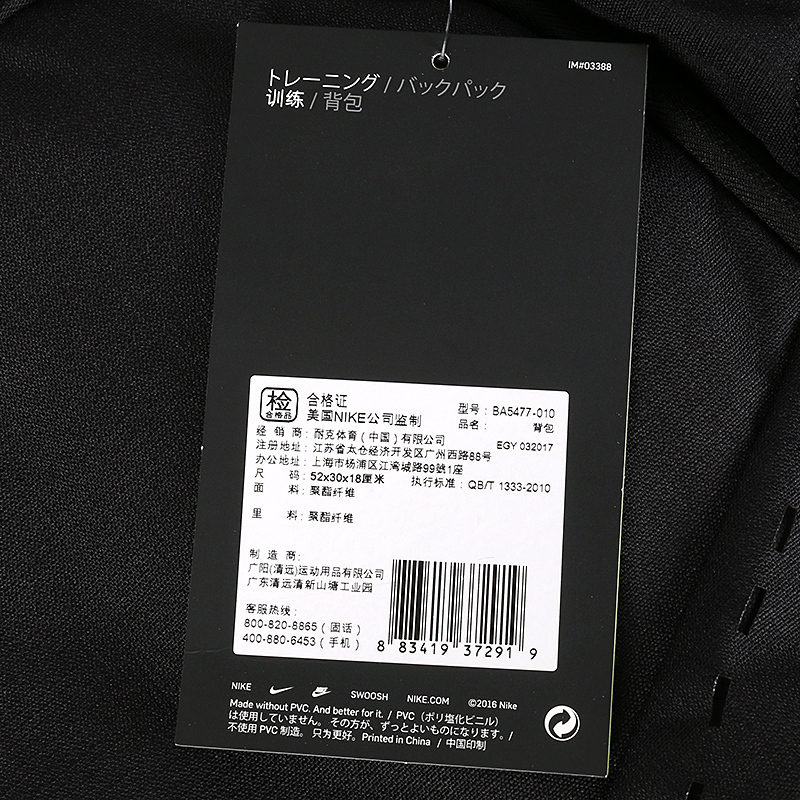 IM#03388
トレーニング / バックパック
训练 / 背包
检
合格品
合格证
美国NIKE公司监制
型号: BA5477-010
品名: 背包
经 销 商: 耐克体育(中国)有限公司
EGY 032017
注册地址: 江苏省太仓经济开发区广州西路88号
办公地址: 上海市杨浦区江湾城路99号1座
尺 码: 52x30x18厘米 执行标准: QB/T 1333-2010
面 料: 聚酯纤维
里 料: 聚酯纤维
制 造 商:
广阳(清远)运动用品有限公司
广东清远清新山塘工业园
客服热线:
800-820-8865 ( 固话 )
400-880-6453 ( 手机 )
8 83419 37291 9
NIKE SWOOSH NIKE.COM ©2016 Nike
Made without PVC. And better for it. / PVC(ポリ塩化ビニル)
は使用していません。その方が、ずっとよいものになります。/
不使用 PVC 制造。 只为更好。Printed in China / 中国印制